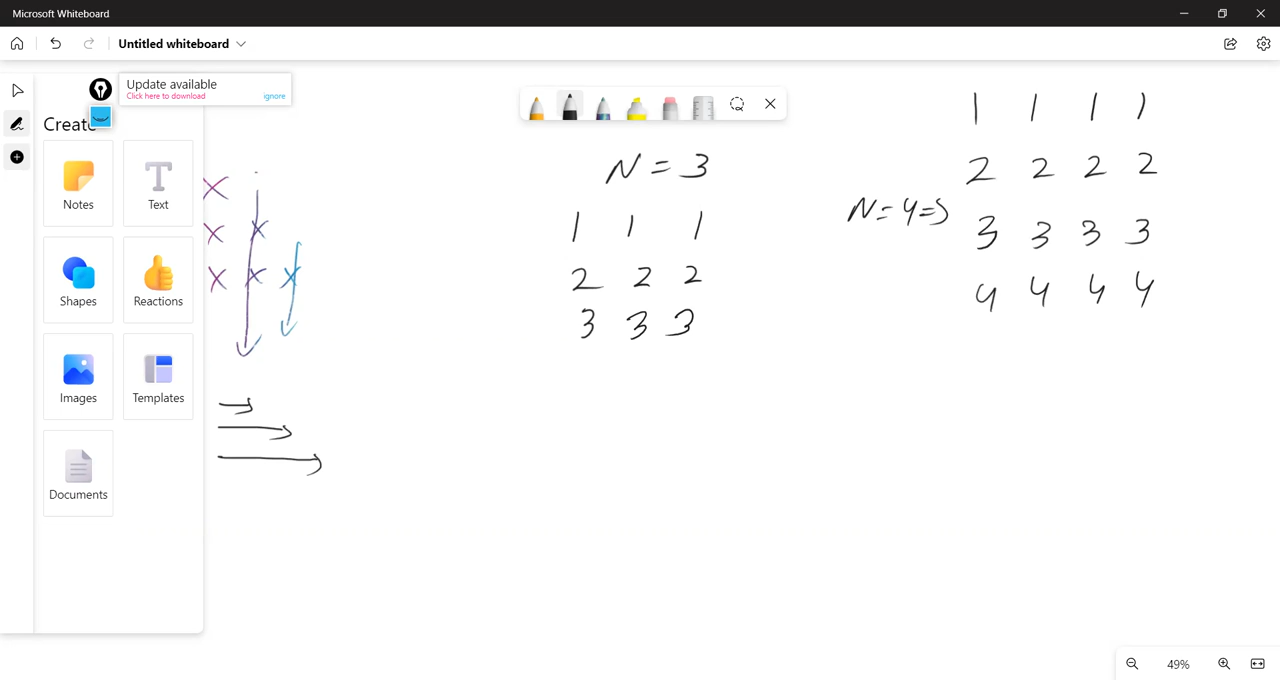 Microsoft Whiteboard
Untitled whiteboard
Update available
Click here to download ignore
Create
Notes Text
Shapes Reactions
Images Templates
Documents
X
X X
X X X
N = 3
1 1 1
2 2 2
3 3 3
N = 4 =>
1 1 1 1
2 2 2 2
3 3 3 3
4 4 4 4
49%